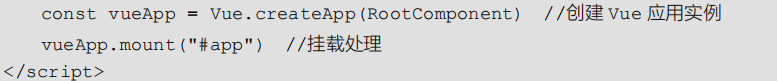 const vueApp = Vue.createApp(RootComponent)  //创建 Vue 应用实例
vueApp.mount("#app")  //挂载处理
</script>